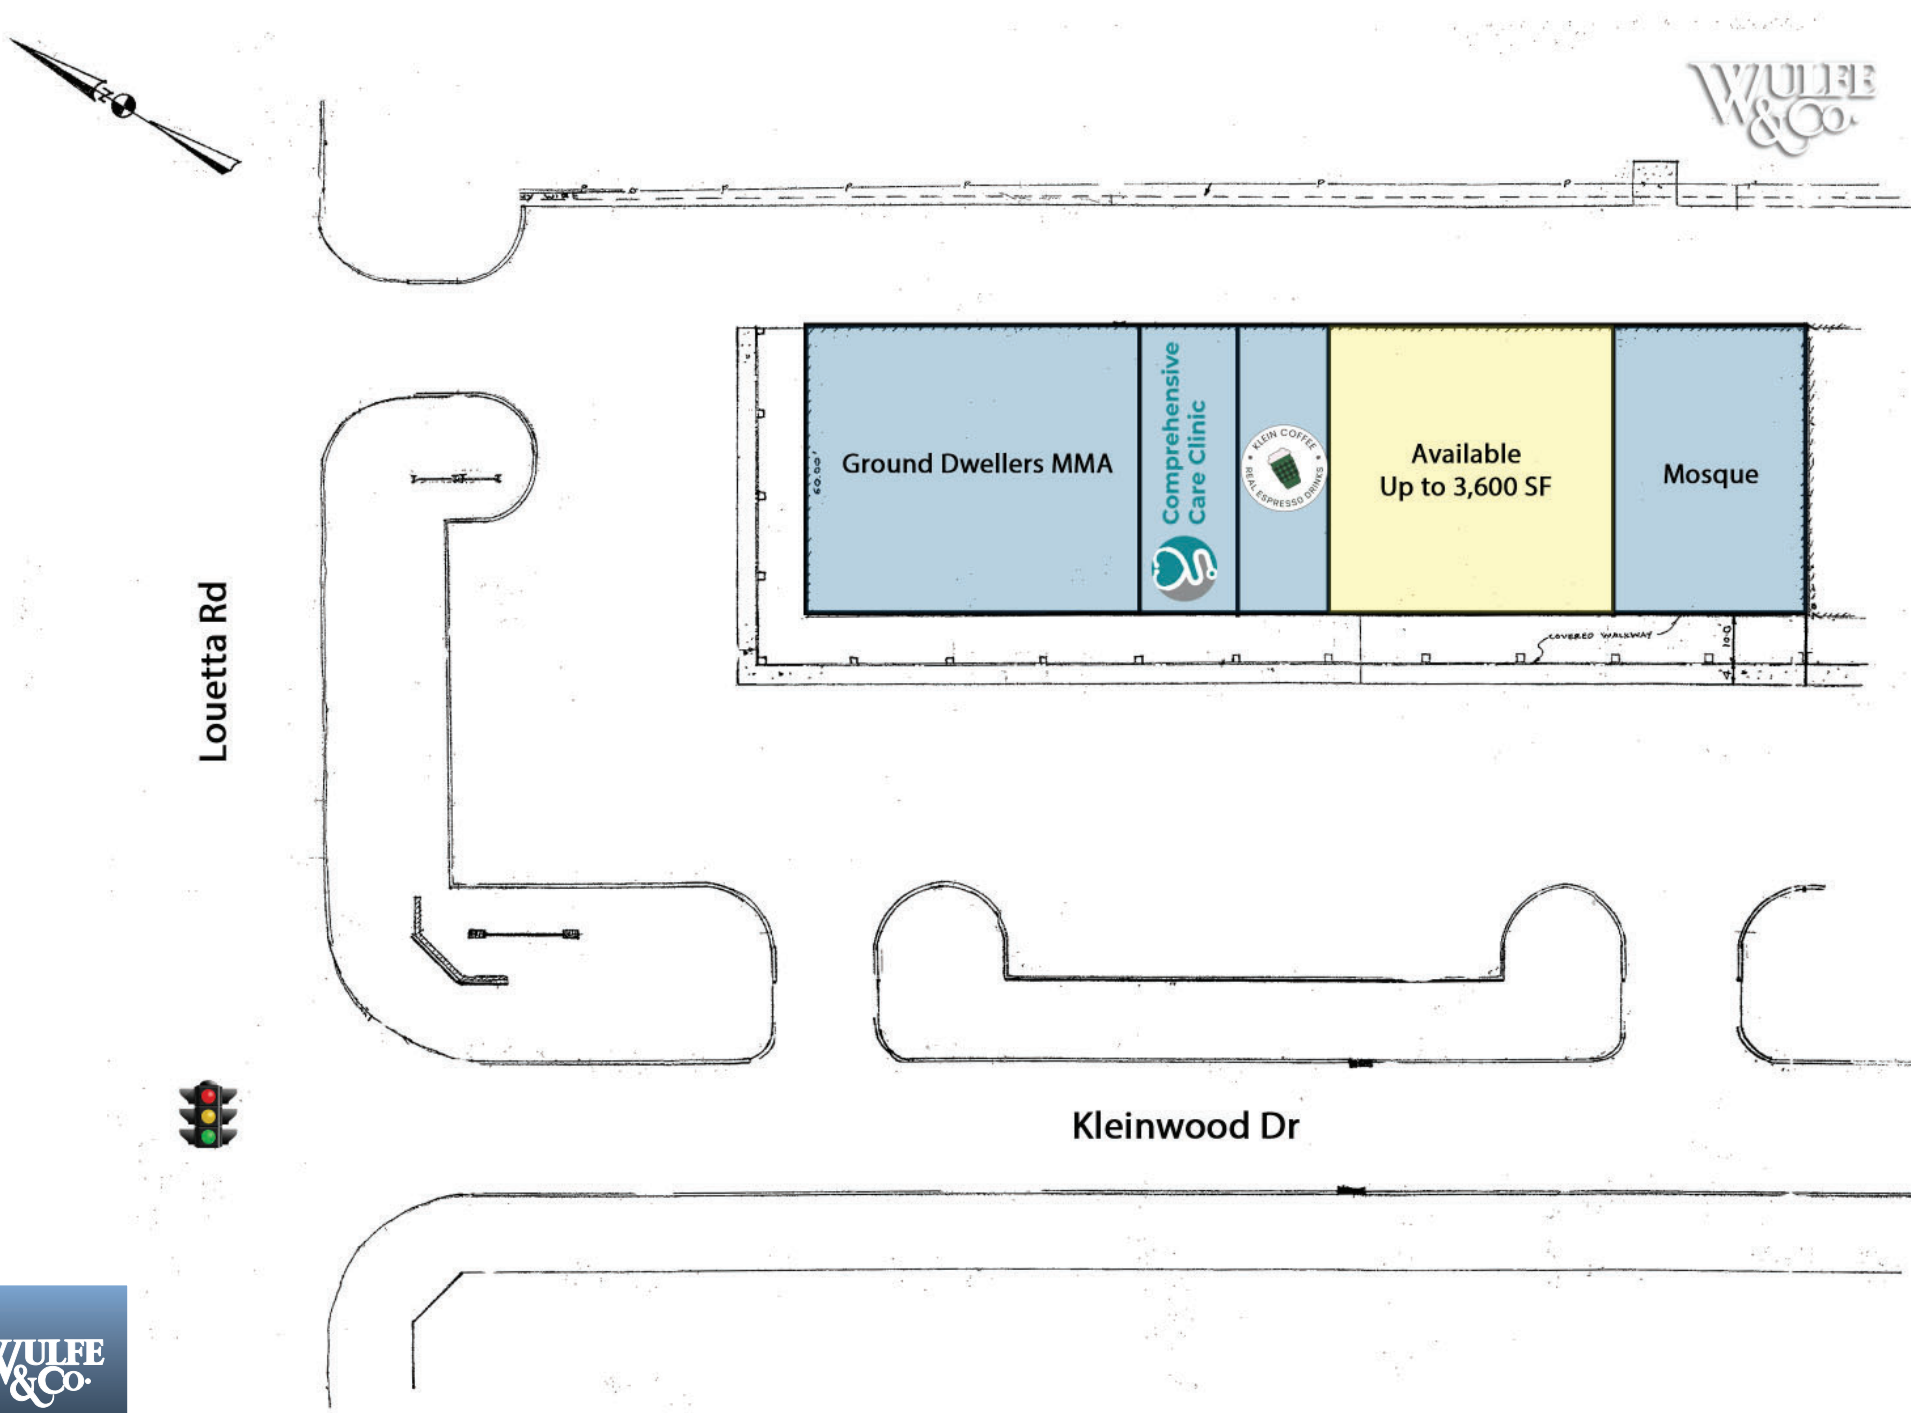 N
WULFE
& CO.
60.00'
Ground Dwellers MMA
Comprehensive
Care Clinic
KLEIN COFFEE
REAL ESPRESSO DRINKS
Available
Up to 3,600 SF
Mosque
COVERED WALKWAY
Louetta Rd
Kleinwood Dr
WULFE
& CO.